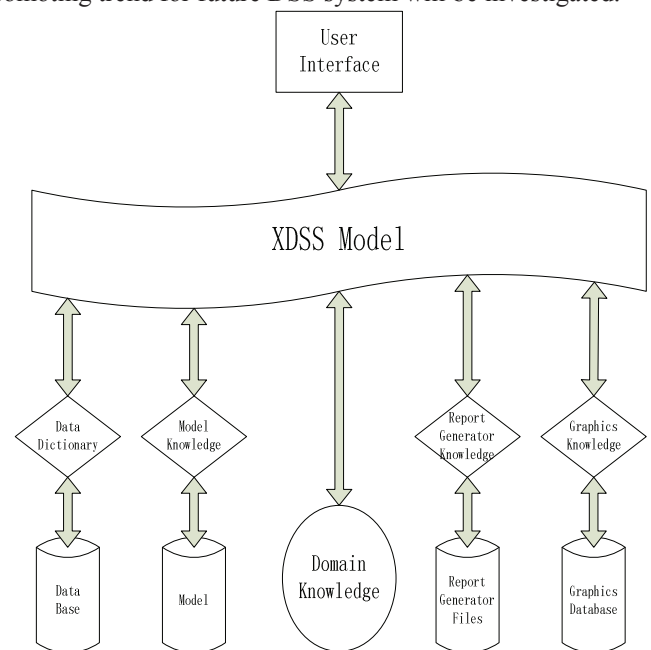 omoting trend for future DSS system will be investigated.
User
Interface
XDSS Model
Data
Dictionary
Model
Knowledge
Report
Generator
Knowledge
Graphics
Knowledge
Domain
Knowledge
Data
Base
Model
Report
Generator
Files
Graphics
Database